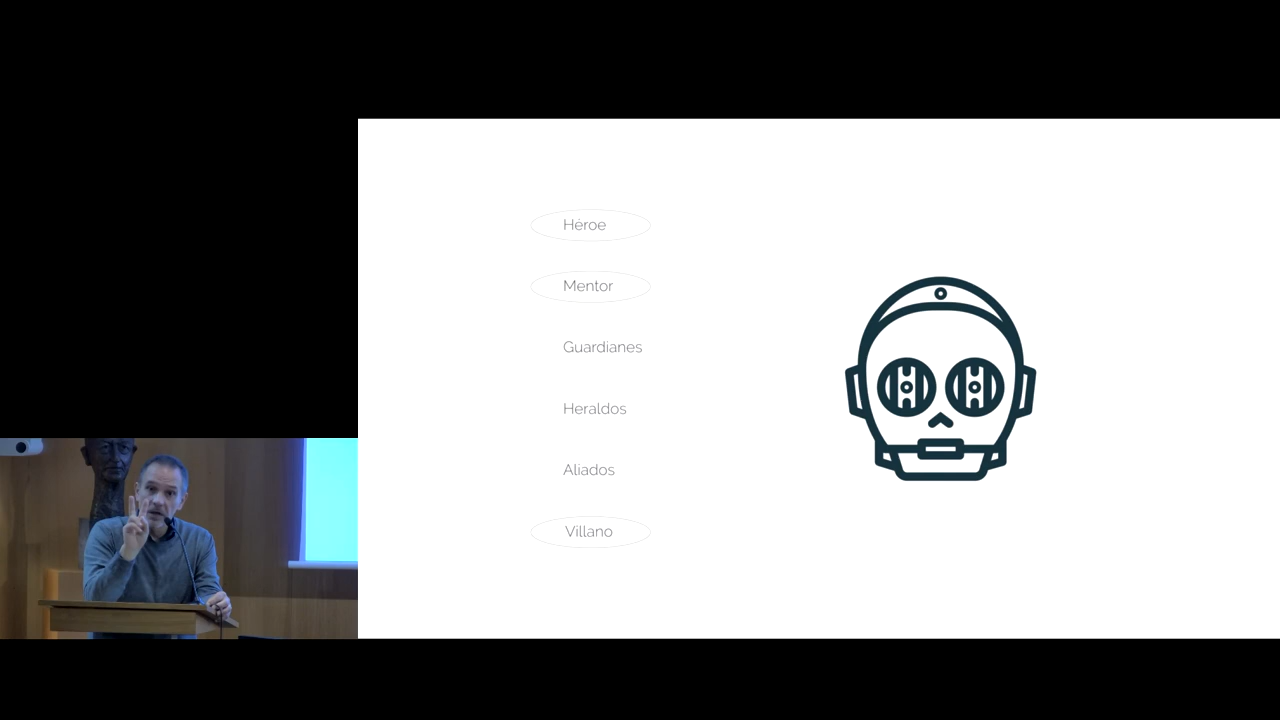 Héroe
Mentor
Guardianes
Heraldos
Aliados
Villano